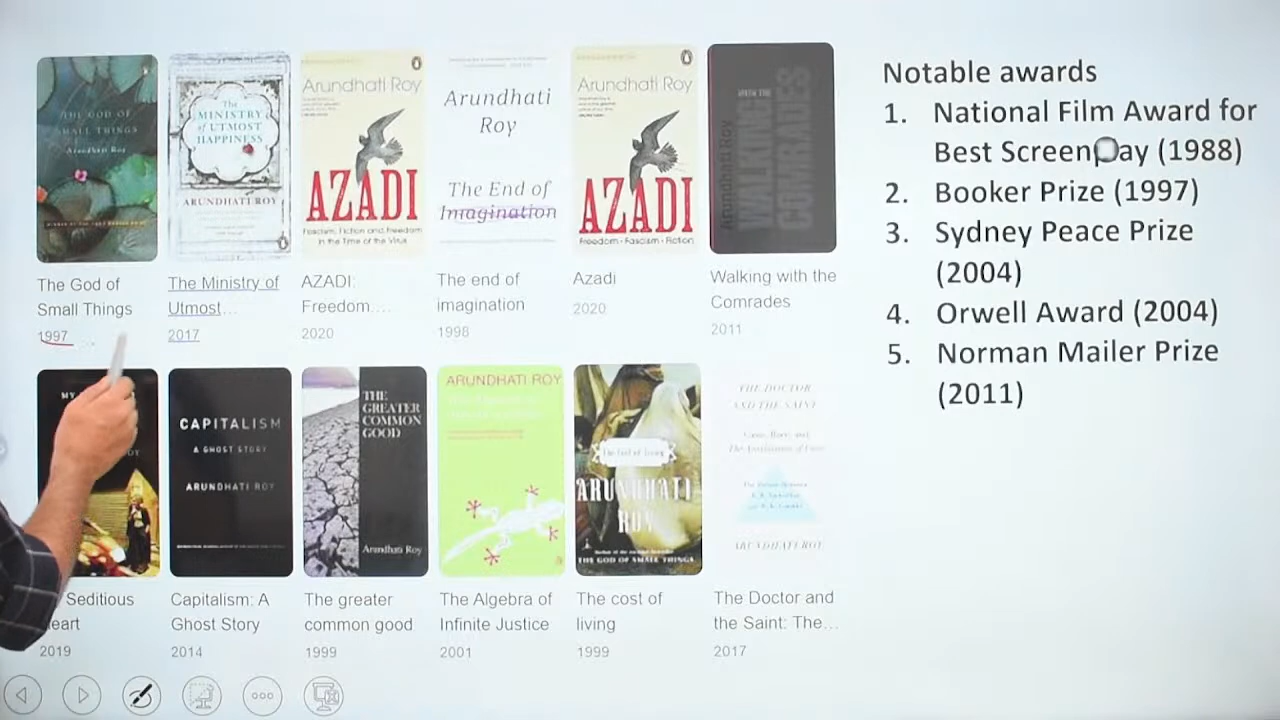 THE GOD OF
SMALL THINGS
Arundhati Roy
The
MINISTRY
of UTMOST
HAPPINESS
ARUNDHATI ROY
Arundhati Roy
AZADI
Fascism, Fiction and Freedom
in the Time of the Virus
Arundhati
Roy
The End of
Imagination
Arundhati Roy
AZADI
Freedom · Fascism · Fiction
Arundhati Roy
WALKING
WITH THE
COMRADES
The God of
Small Things
1997
The Ministry of
Utmost...
2017
AZADI:
Freedom....
2020
The end of
imagination
1998
Azadi
2020
Walking with the
Comrades
2011
MY
CAPITALISM
A GHOST STORY
ARUNDHATI ROY
THE
GREATER
COMMON
GOOD
Arundhati Roy
ARUNDHATI ROY
The Cost of Living
ARUNDHATI
ROY
THE GOD OF SMALL THINGS
THE DOCTOR
AND THE SAINT
ARUNDHATI ROY
Seditious
eart
2019
Capitalism: A
Ghost Story
2014
The greater
common good
1999
The Algebra of
Infinite Justice
2001
The cost of
living
1999
The Doctor and
the Saint: The...
2017
Notable awards
1. National Film Award for
Best Screenpay (1988)
2. Booker Prize (1997)
3. Sydney Peace Prize
(2004)
4. Orwell Award (2004)
5. Norman Mailer Prize
(2011)